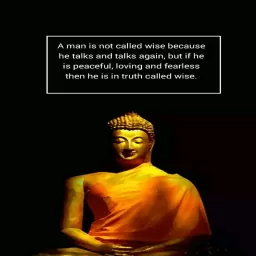 A man is not called wise because
he talks and talks again, but if he
is peaceful, loving and fearless
then he is in truth called wise.